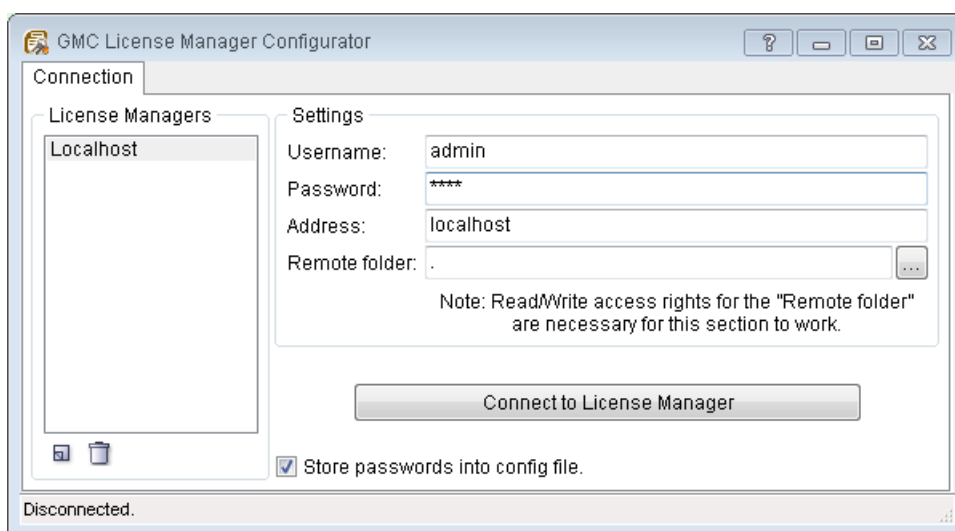 GMC License Manager Configurator
Connection
License Managers
Localhost
Settings
Username: admin
Password: ****
Address: localhost
Remote folder: . ...
Note: Read/Write access rights for the "Remote folder"
are necessary for this section to work.
Connect to License Manager
Store passwords into config file.
Disconnected.